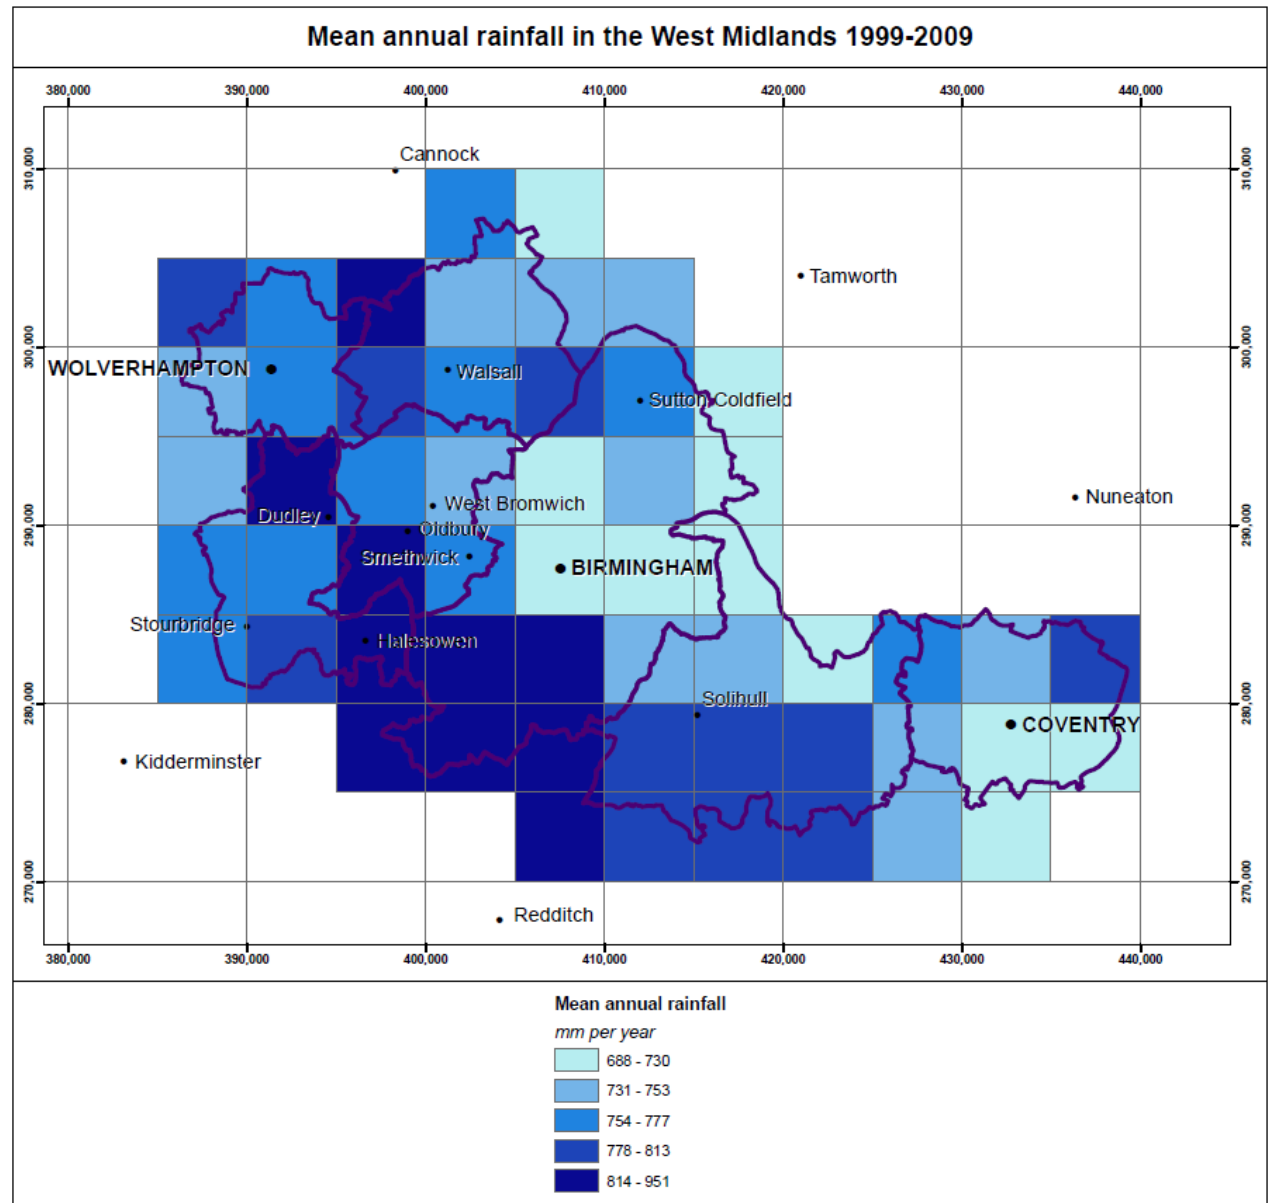 Mean annual rainfall in the West Midlands 1999-2009
380,000 390,000 400,000 410,000 420,000 430,000 440,000
Cannock
310,000 310,000
Tamworth
300,000 300,000
WOLVERHAMPTON
Walsall
Sutton Coldfield
Nuneaton
West Bromwich
Dudley
290,000 290,000
Oldbury
Smethwick
BIRMINGHAM
Stourbridge
Halesowen
Solihull
280,000 280,000
COVENTRY
Kidderminster
270,000 270,000
Redditch
380,000 390,000 400,000 410,000 420,000 430,000 440,000
Mean annual rainfall
mm per year
688 - 730
731 - 753
754 - 777
778 - 813
814 - 951